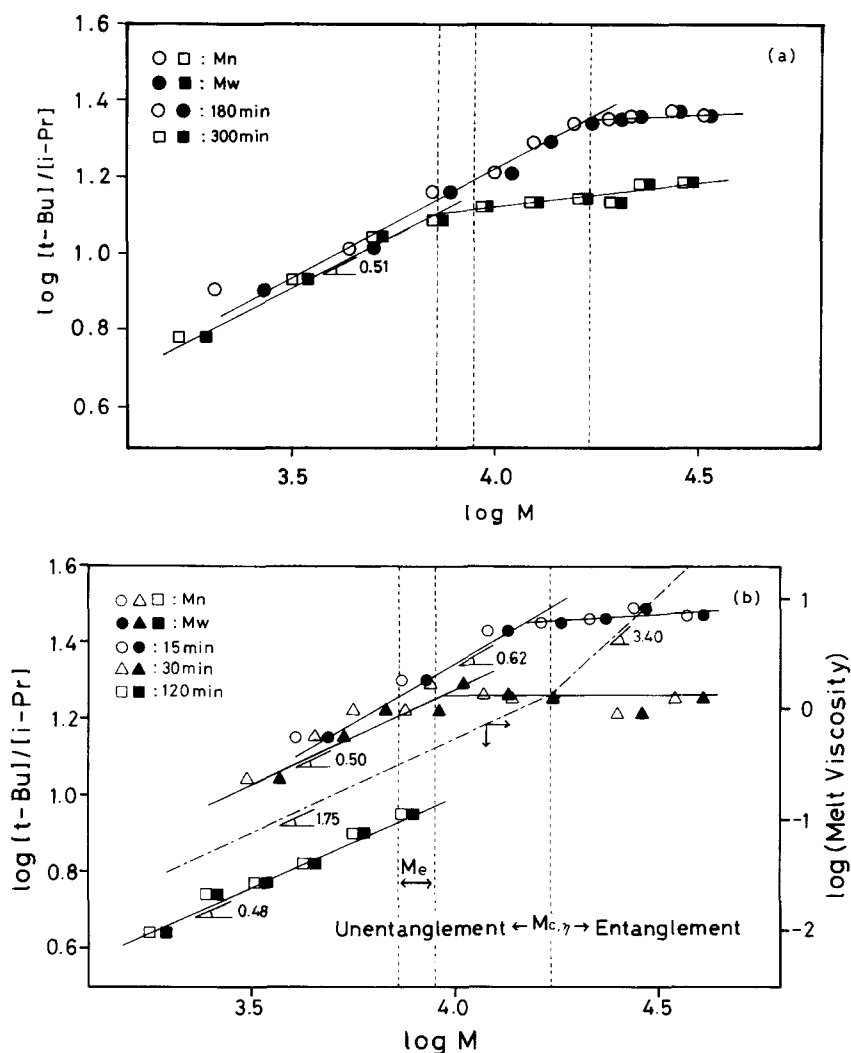 1.6
1.4
1.2
1.0
0.8
0.6
log [t-Bu]/[i-Pr]
○ □ : Mn
● ■ : Mw
○ ● : 180min
□ ■ : 300min
(a)
0.51
3.5 4.0 4.5
log M
1.6
1.4
1.2
1.0
0.8
0.6
log [t-Bu]/[i-Pr]
○ △ □ : Mn
● ▲ ■ : Mw
○ ● : 15min
△ ▲ : 30min
□ ■ : 120min
(b)
0.62
3.40
0.50
1.75
Me
0.48
Unentanglement ←Mc,η→ Entanglement
1
0
-1
-2
log (Melt Viscosity)
3.5 4.0 4.5
log M